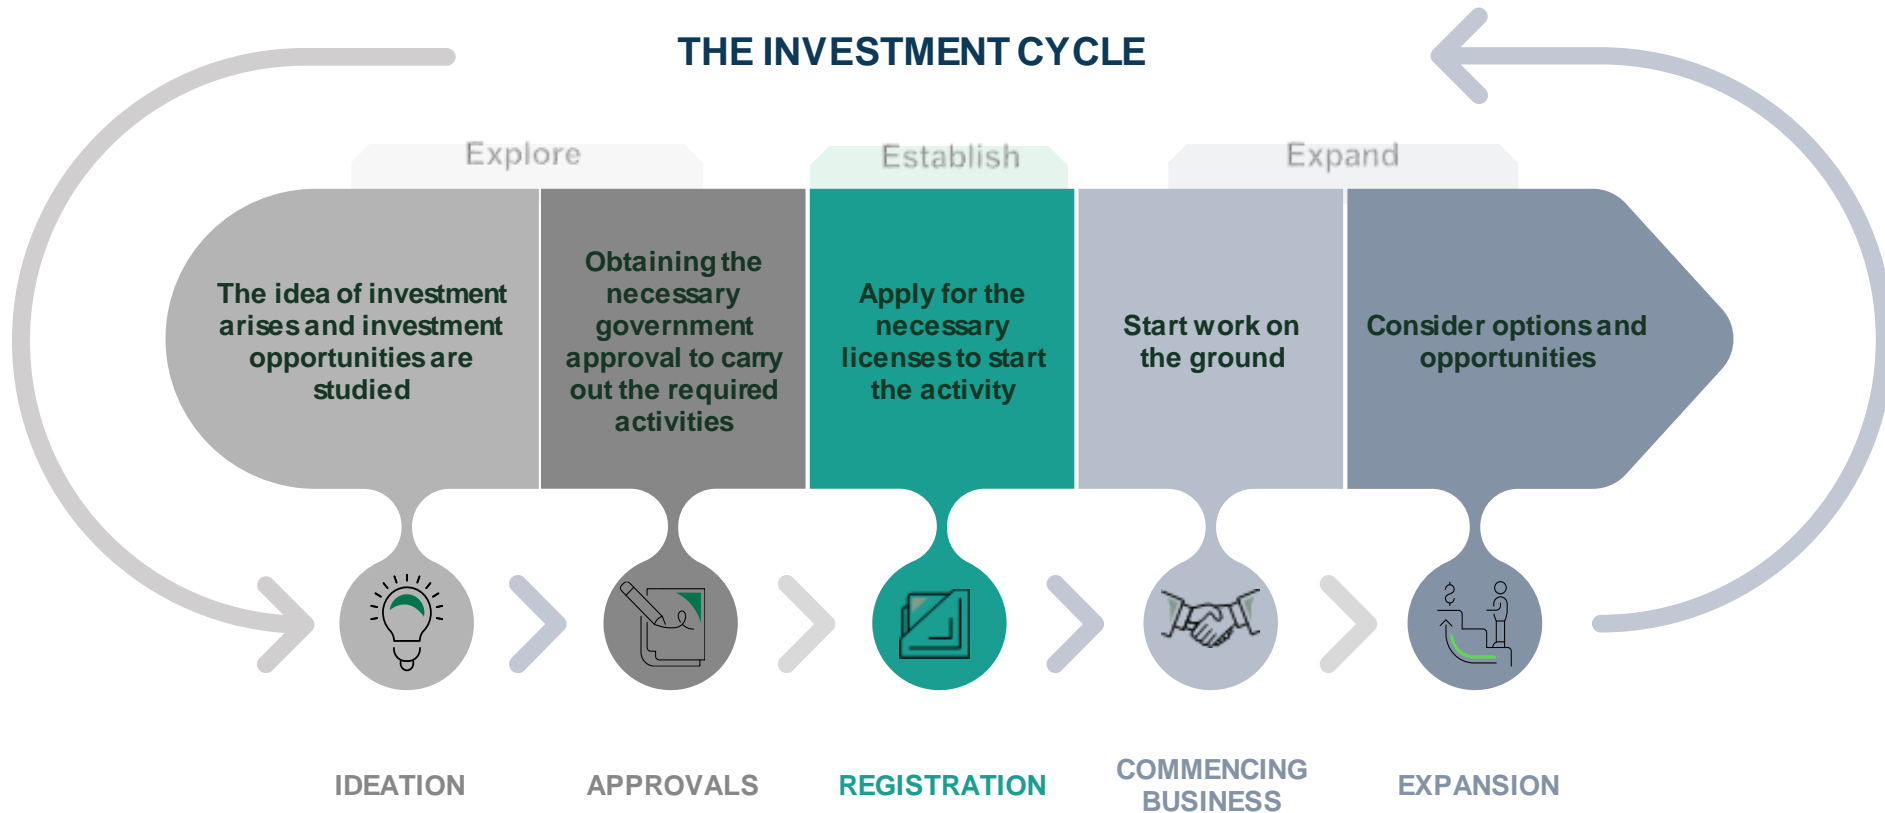 THE INVESTMENT CYCLE
Explore
Establish
Expand
The idea of investment
arises and investment
opportunities are
studied
Obtaining the
necessary
government
approval to carry
out the required
activities
Apply for the
necessary
licenses to start
the activity
Start work on
the ground
Consider options and
opportunities
IDEATION
APPROVALS
REGISTRATION
COMMENCING
BUSINESS
EXPANSION